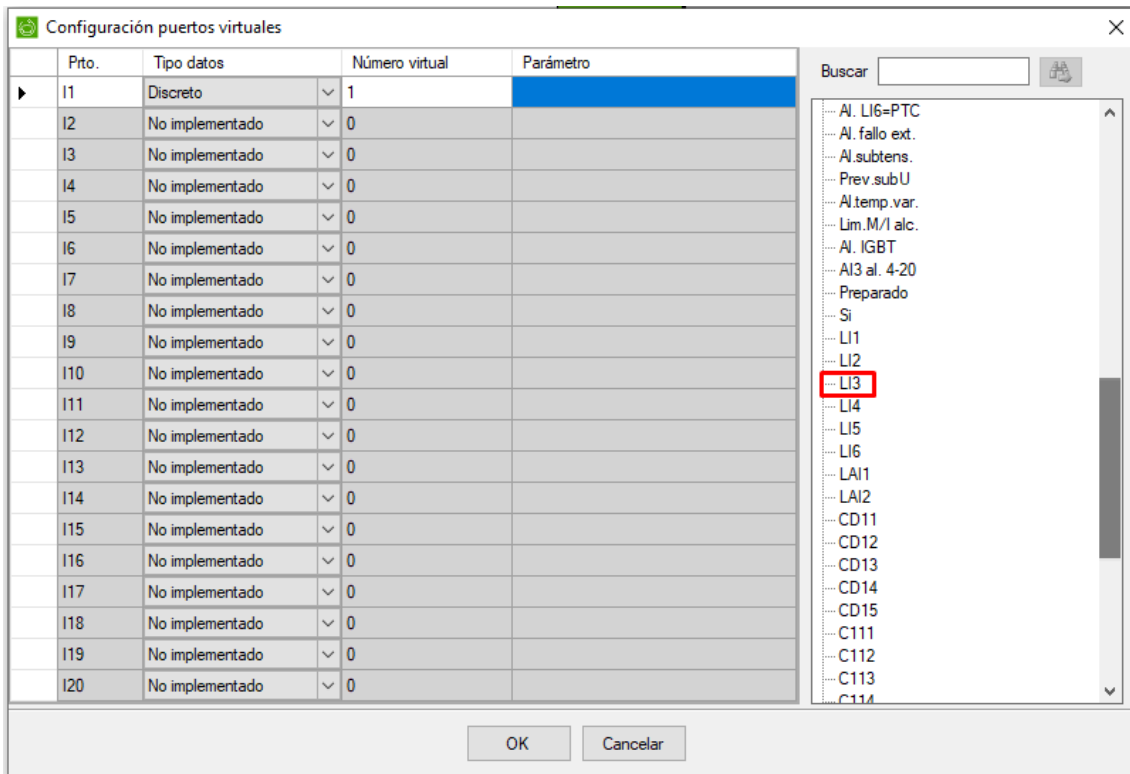 Configuración puertos virtuales
Prto. Tipo datos Número virtual Parámetro
I1 Discreto 1
I2 No implementado 0
I3 No implementado 0
I4 No implementado 0
I5 No implementado 0
I6 No implementado 0
I7 No implementado 0
I8 No implementado 0
I9 No implementado 0
I10 No implementado 0
I11 No implementado 0
I12 No implementado 0
I13 No implementado 0
I14 No implementado 0
I15 No implementado 0
I16 No implementado 0
I17 No implementado 0
I18 No implementado 0
I19 No implementado 0
I20 No implementado 0
Buscar
Al. LI6=PTC
Al. fallo ext.
Al.subtens.
Prev.subU
Al.temp.var.
Lim.M/I alc.
Al. IGBT
AI3 al. 4-20
Preparado
Si
LI1
LI2
LI3
LI4
LI5
LI6
LAI1
LAI2
CD11
CD12
CD13
CD14
CD15
C111
C112
C113
C114
OK Cancelar